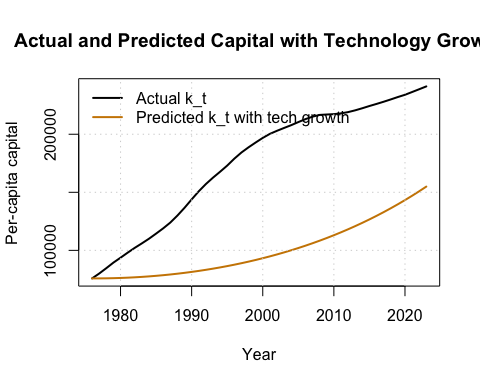 Actual and Predicted Capital with Technology Grow
Actual k_t
Predicted k_t with tech growth
Per-capita capital
200000
100000
1980 1990 2000 2010 2020
Year